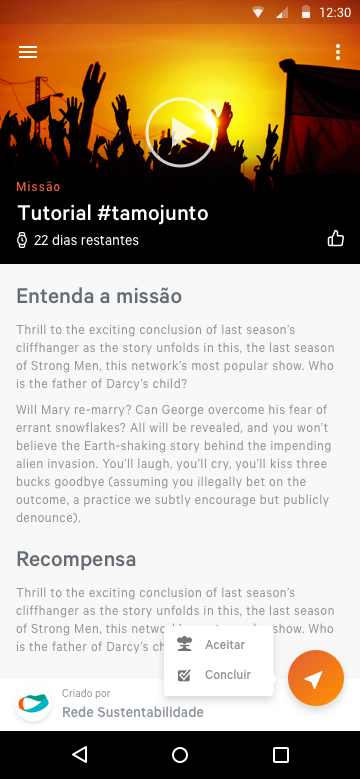 12:30
Missão
Tutorial #tamojunto
22 dias restantes
Entenda a missão
Thrill to the exciting conclusion of last season's
cliffhanger as the story unfolds in this, the last season
of Strong Men, this network's most popular show. Who
is the father of Darcy's child?
Will Mary re-marry? Can George overcome his fear of
errant snowflakes? All will be revealed, and you won't
believe the Earth-shaking story behind the impending
alien invasion. You'll laugh, you'll cry, you'll kiss three
bucks goodbye (assuming you illegally bet on the
outcome, a practice we subtly encourage but publicly
denounce).
Recompensa
Thrill to the exciting conclusion of last season's
cliffhanger as the story unfolds in this, the last season
of Strong Men, this show. Who
is the father of Darcy's
Aceitar
Concluir
Criado por
Rede Sustentabilidade